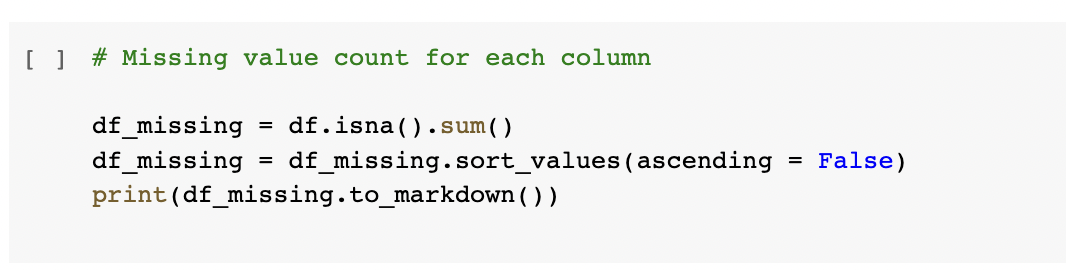 [ ] # Missing value count for each column
df_missing = df.isna().sum()
df_missing = df_missing.sort_values(ascending = False)
print(df_missing.to_markdown())